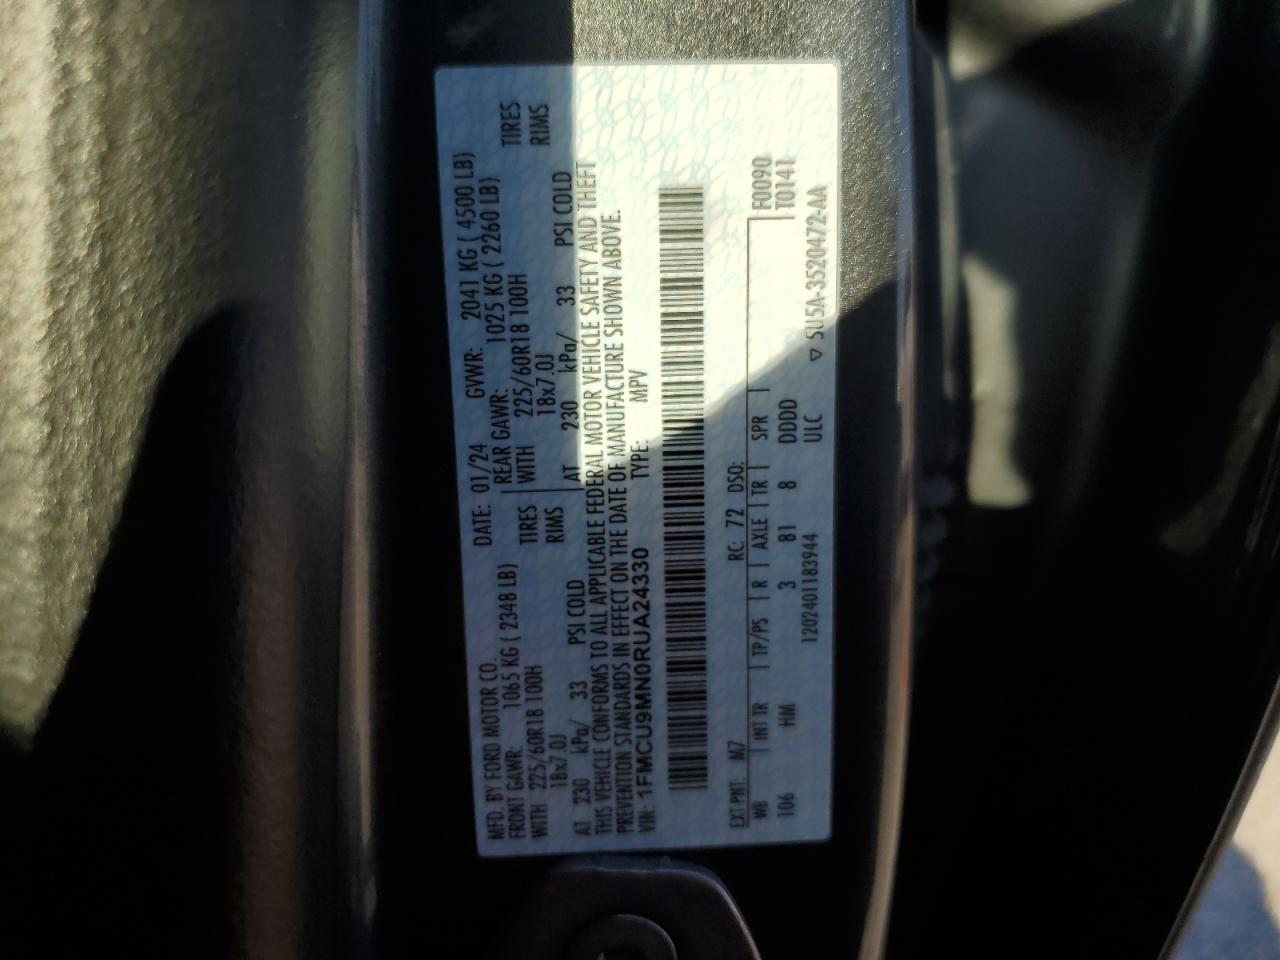 MFD. BY FORD MOTOR CO. DATE: 01/24 GVWR: 2041 KG ( 4500 LB)
FRONT GAWR: 1065 KG ( 2348 LB) REAR GAWR: 1025 KG ( 2260 LB)
WITH 225/60R18 100H TIRES WITH 225/60R18 100H TIRES
18x7.0J RIMS 18x7.0J RIMS
AT 230 kPa/ 33 PSI COLD AT 230 kPa/ 33 PSI COLD
THIS VEHICLE CONFORMS TO ALL APPLICABLE FEDERAL MOTOR VEHICLE SAFETY AND THEFT
PREVENTION STANDARDS IN EFFECT ON THE DATE OF MANUFACTURE SHOWN ABOVE.
VIN: 1FMCU9MN0RUA24330 TYPE: MPV
EXT PNT: M7 RC: 72 DSO: F0090
WB INT TR TP/PS R AXLE TR SPR T0141
106 HM 3 81 8 DDDD
1202401183944 ULC ▽ 5U5A-3520472-AA